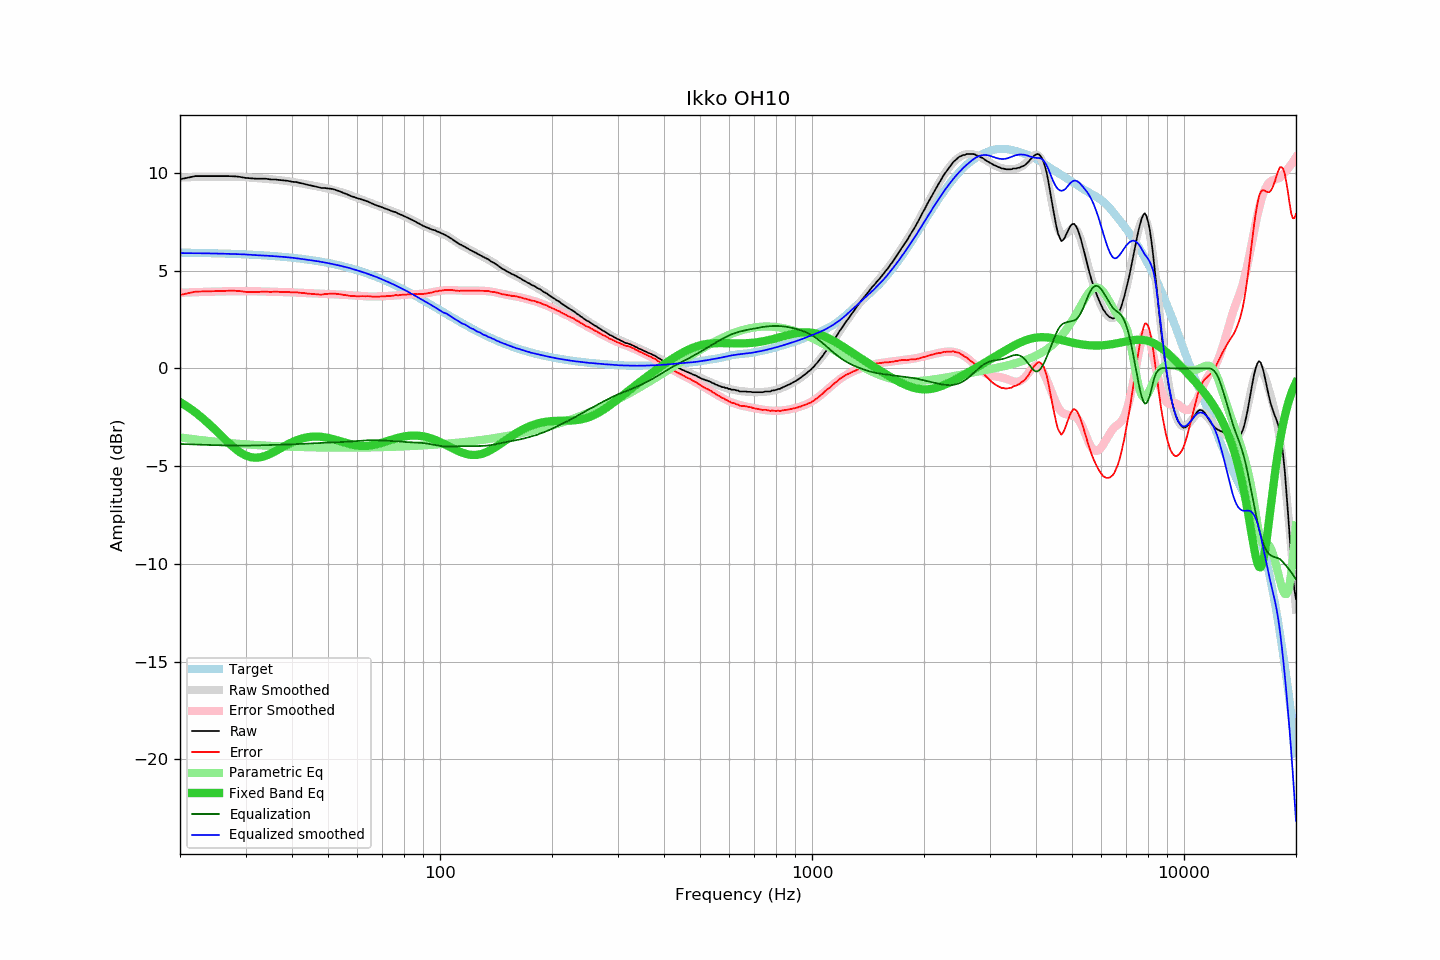 Ikko OH10
10
5
0
−5
−10
−15
−20
Amplitude (dBr)
Target
Raw Smoothed
Error Smoothed
Raw
Error
Parametric Eq
Fixed Band Eq
Equalization
Equalized smoothed
100
1000
10000
Frequency (Hz)